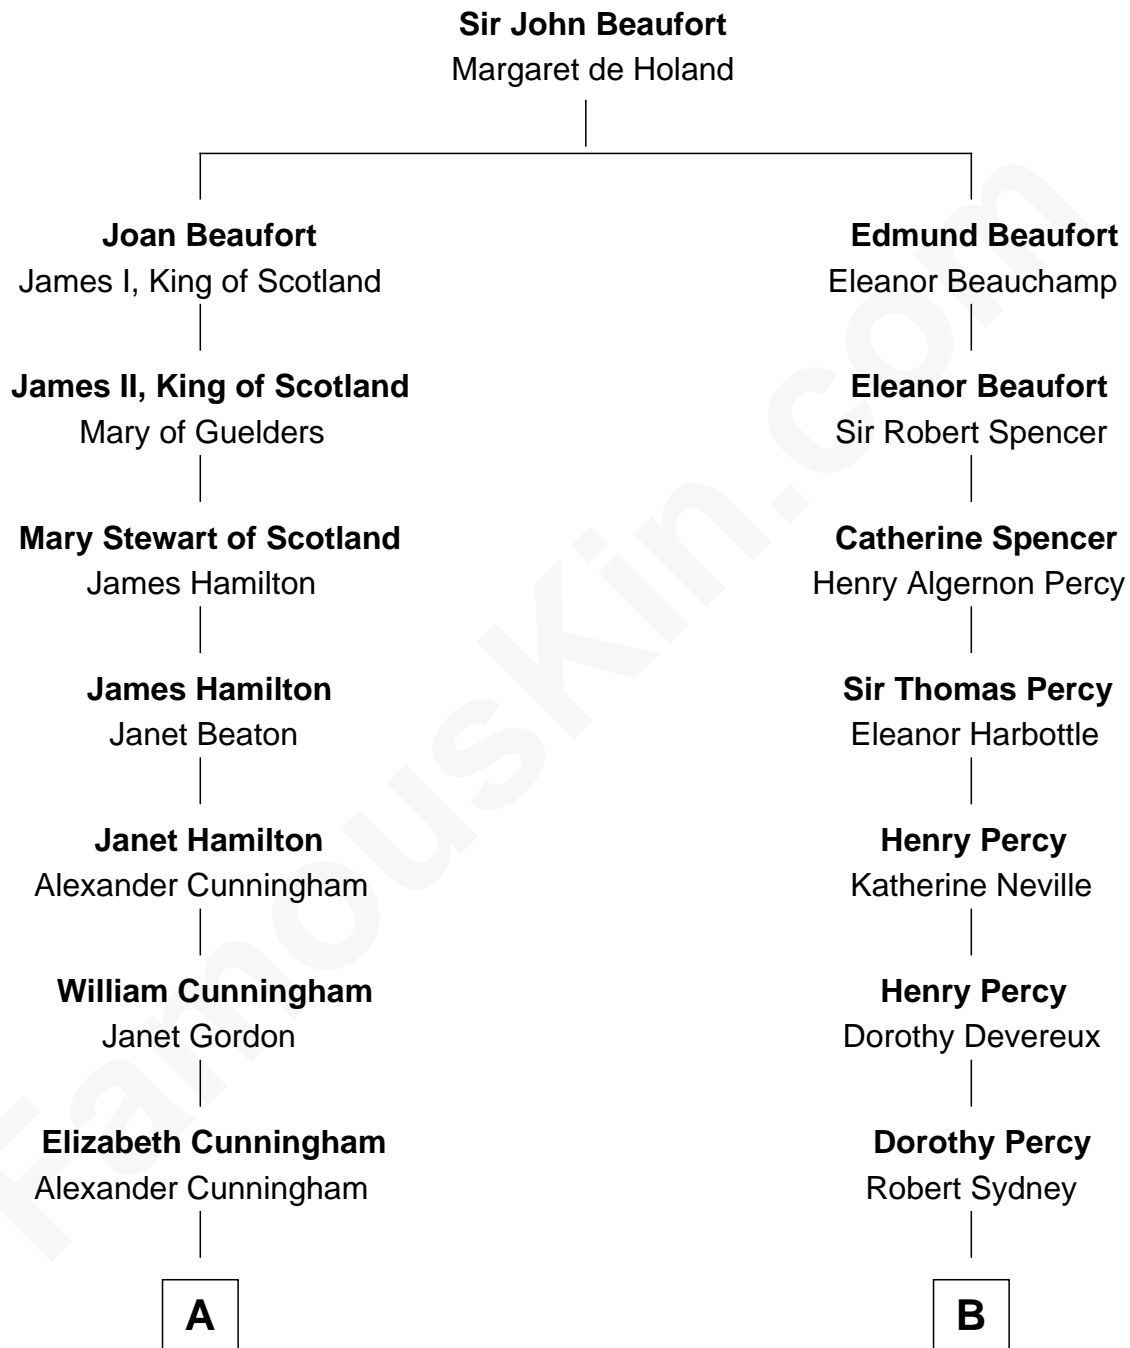 Sir John Beaufort
Margaret de Holand
Joan Beaufort
James I, King of Scotland
James II, King of Scotland
Mary of Guelders
Mary Stewart of Scotland
James Hamilton
James Hamilton
Janet Beaton
Janet Hamilton
Alexander Cunningham
William Cunningham
Janet Gordon
Elizabeth Cunningham
Alexander Cunningham
A
Edmund Beaufort
Eleanor Beauchamp
Eleanor Beaufort
Sir Robert Spencer
Catherine Spencer
Henry Algernon Percy
Sir Thomas Percy
Eleanor Harbottle
Henry Percy
Katherine Neville
Henry Percy
Dorothy Devereux
Dorothy Percy
Robert Sydney
B
FamousKin.com